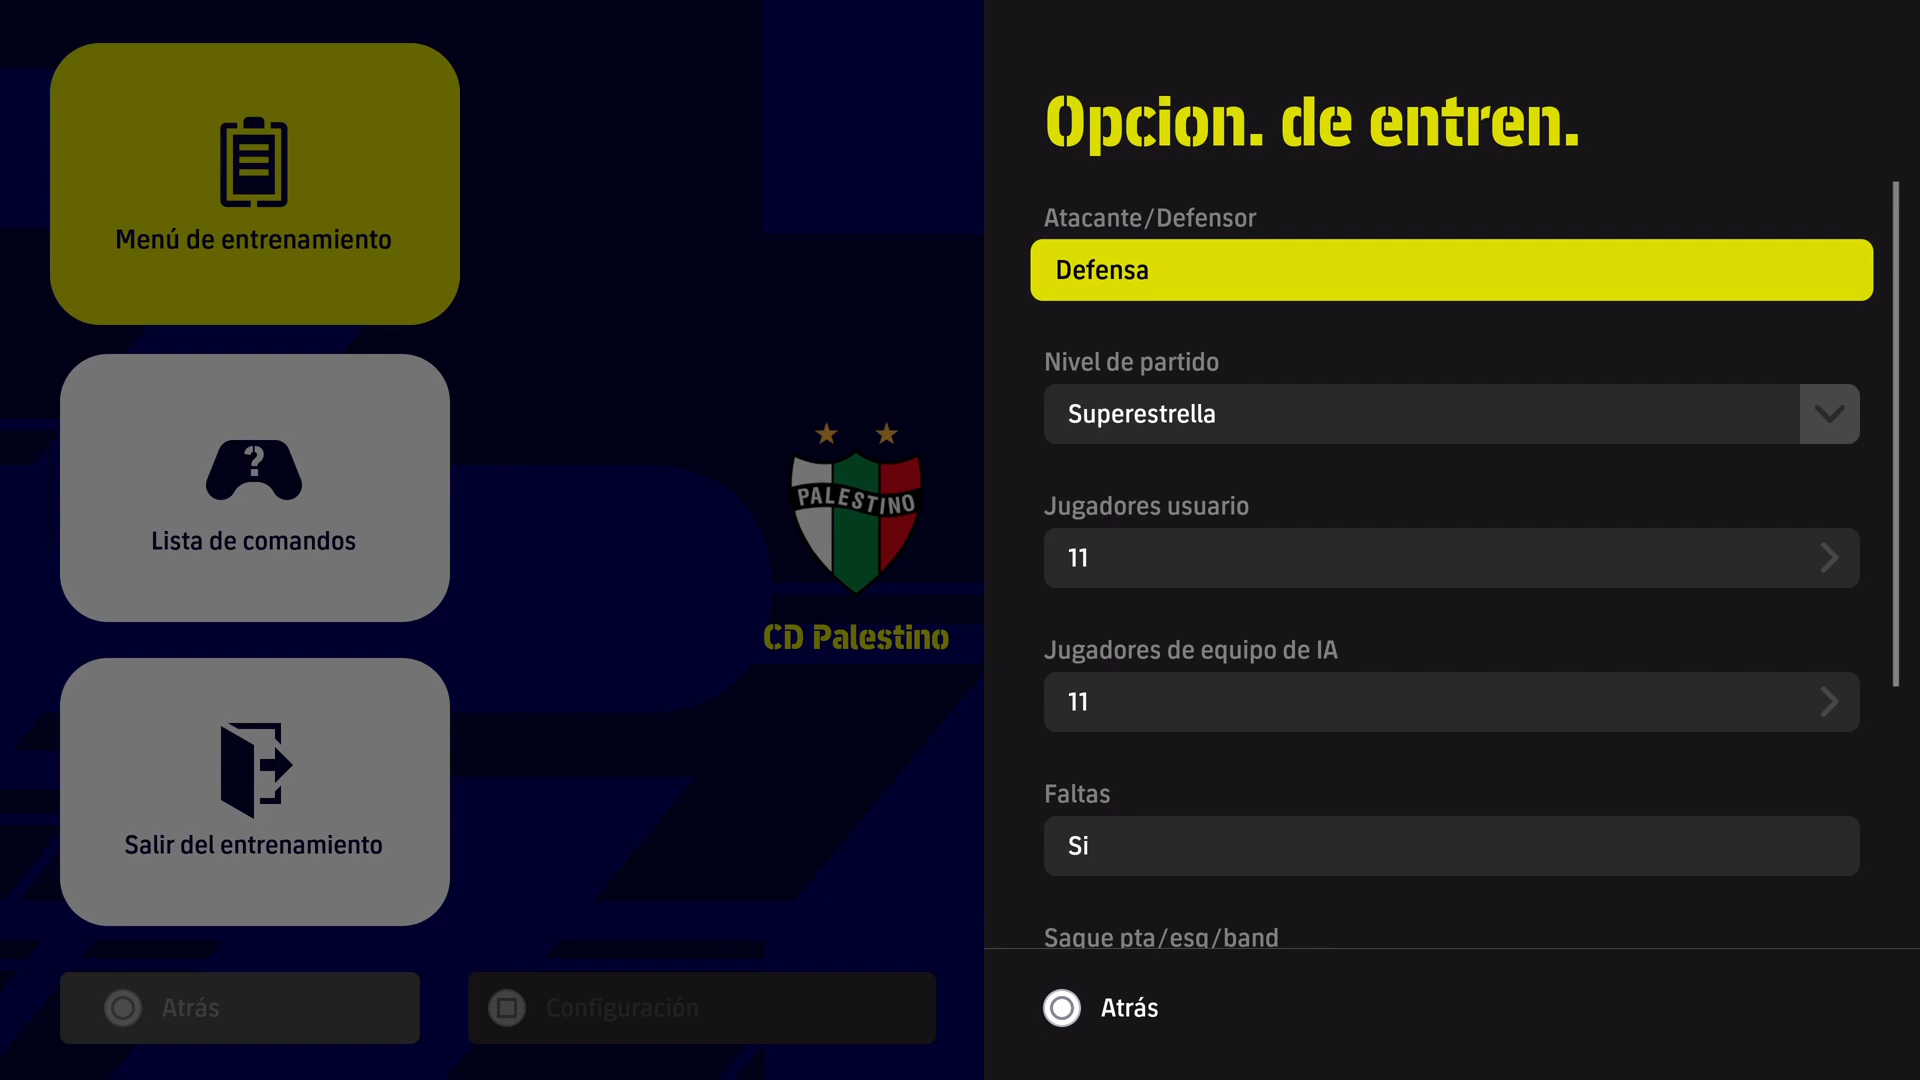 Menú de entrenamiento
?
Lista de comandos
Salir del entrenamiento
Atrás
Configuración
PALESTINO
CD Palestino
Opcion. de entren.
Atacante/Defensor
Defensa
Nivel de partido
Superestrella
Jugadores usuario
11
Jugadores de equipo de IA
11
Faltas
Si
Saque pta/esq/band
Atrás